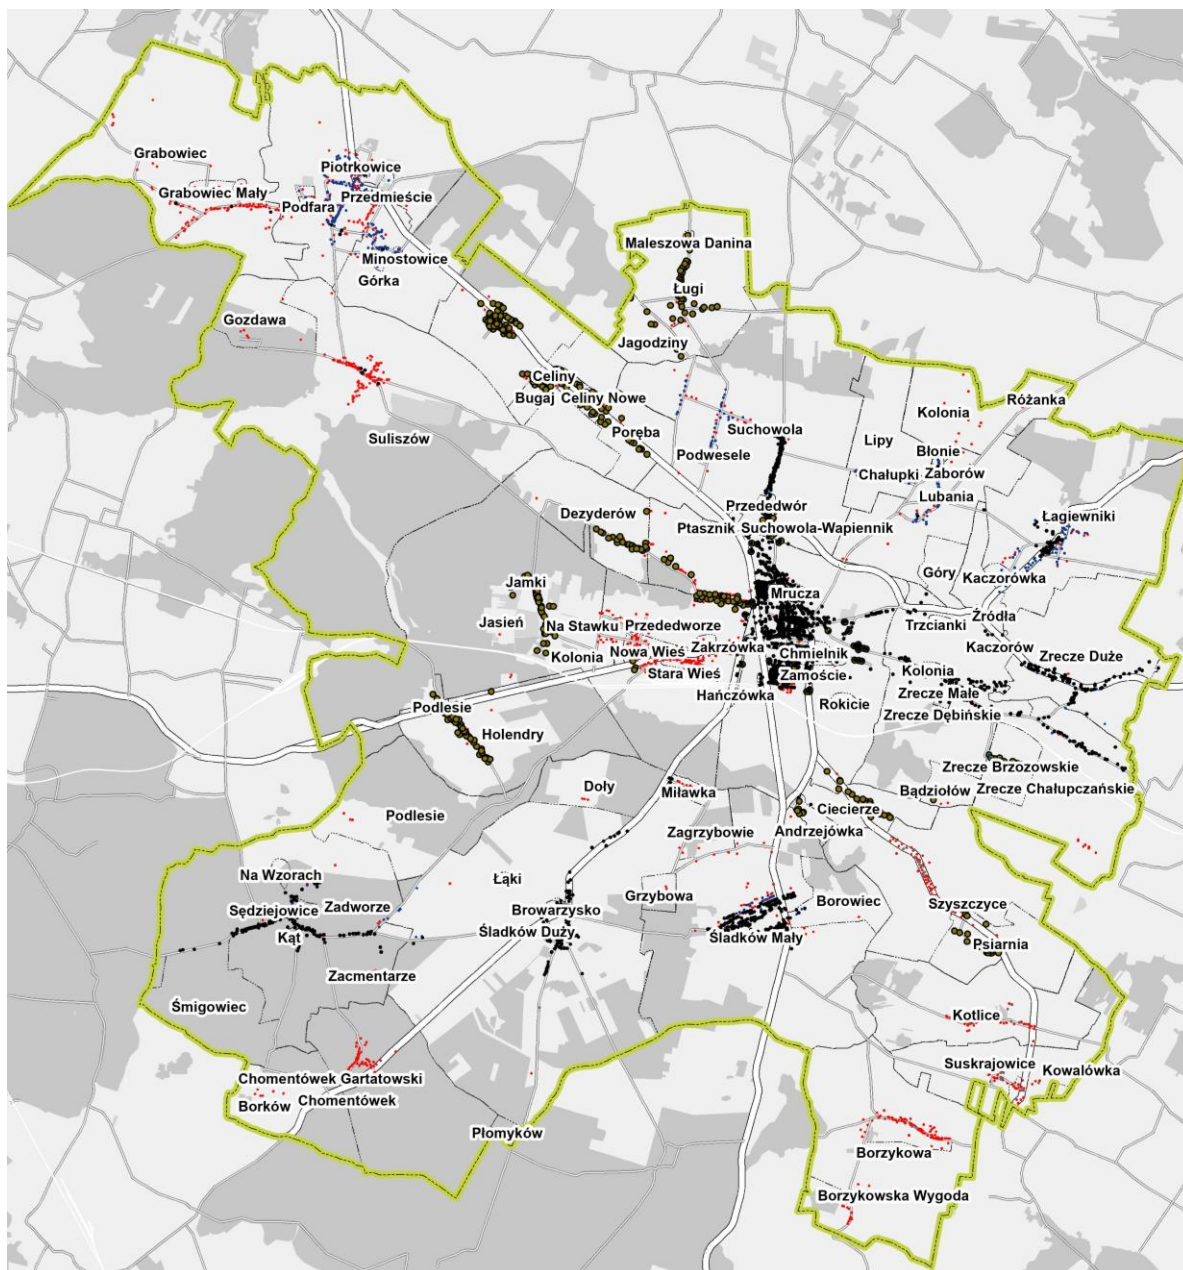 Grabowiec
Piotrkowice
Grabowiec Mały
Przedmieście
Podfara
Maleszowa Danina
Minostowice
Górka
Ługi
Gozdawa
Jagodziny
Celiny
Bugaj
Celiny Nowe
Różanka
Kolonia
Suliszów
Poręba
Suchowola
Lipy
Podwesele
Błonie
Chałupki
Zaborów
Lubania
Przededwór
Dezyderów
Ptasznik
Suchowola-Wapiennik
Łagiewniki
Góry
Kaczorówka
Janki
Mrucza
Jasień
Na Stawku
Przededworze
Trzcianki
Źródła
Kolonia
Nowa Wieś
Zakrzówka
Chmielnik
Kaczorów
Zrecze Duże
Stara Wieś
Zamoście
Kolonia
Hańczówka
Rokicie
Zrecze Małe
Podlesie
Zrecze Dębińskie
Holendry
Zrecze Brzozowskie
Doły
Miławka
Bądziołów
Zrecze Chałupczańskie
Podlesie
Ciecierze
Zagrzybowie
Andrzejówka
Na Wzorach
Łąki
Grzybowa
Borowiec
Sędziejowice
Zadworze
Browarzysko
Szyszczyce
Kąt
Śladków Duży
Śladków Mały
Psiarnia
Zacmentarze
Śmigowiec
Kotlice
Suskrajowice
Kowalówka
Chomentówek Gartatowski
Borków
Chomentówek
Płomyków
Borzykowa
Borzykowska Wygoda